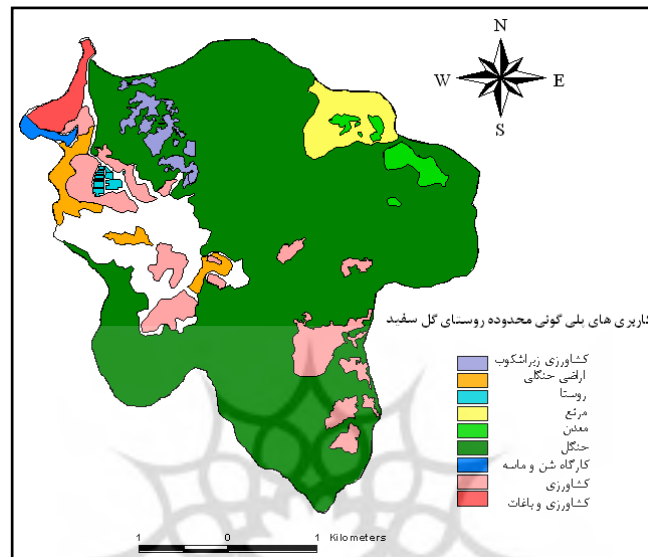 N
W E
S
کاربری های پلی گونی محدوده روستای گل سفید
کشاورزی زیراشکوب
اراضی جنگلی
روستا
مرتع
معدن
جنگل
کارگاه شن و ماسه
کشاورزی
کشاورزی و باغات
1 0 1 Kilometers